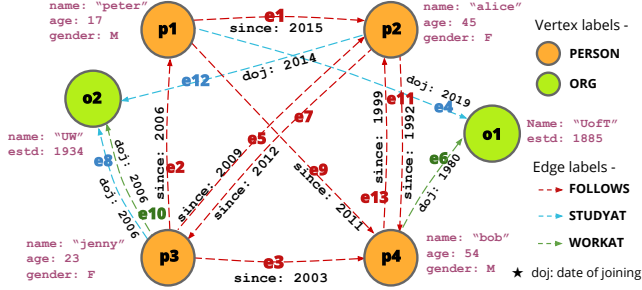 name: "peter"
age: 17
gender: M
p1
e1
since: 2015
p2
name: "alice"
age: 45
gender: F
Vertex labels -
PERSON
ORG
e12
doj: 2014
o2
name: "UW"
estd: 1934
e8
doj: 2006
doj: 2006
e10
since: 2006
e2
e5
since: 2009
e7
since: 2012
e9
since: 2011
since: 1999
e11
since: 1992
e13
doj: 2019
e4
o1
Name: "UofT"
estd: 1885
e6
doj: 1980
Edge labels -
FOLLOWS
STUDYAT
WORKAT
★ doj: date of joining
name: "jenny"
age: 23
gender: F
p3
e3
since: 2003
p4
name: "bob"
age: 54
gender: M